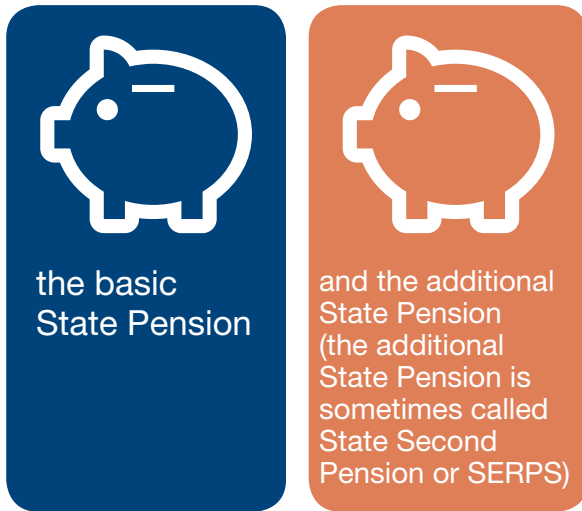 the basic
State Pension
and the additional
State Pension
(the additional
State Pension is
sometimes called
State Second
Pension or SERPS)